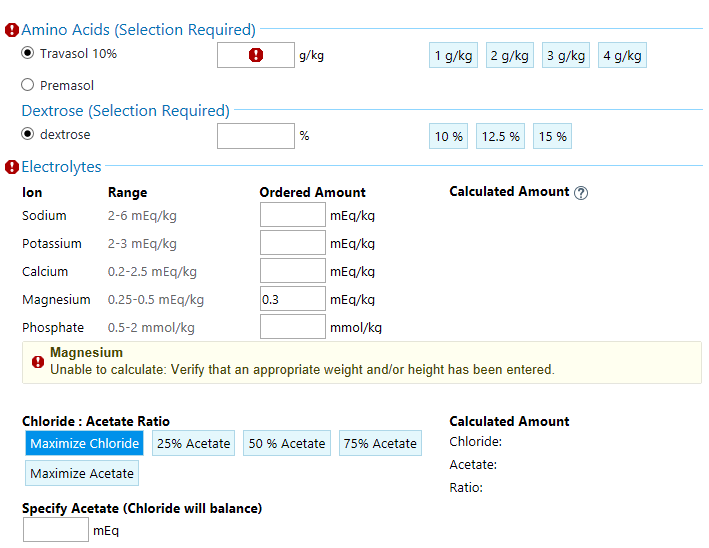 Amino Acids (Selection Required)
Travasol 10% g/kg 1 g/kg 2 g/kg 3 g/kg 4 g/kg
Premasol
Dextrose (Selection Required)
dextrose % 10 % 12.5 % 15 %
Electrolytes
Ion Range Ordered Amount Calculated Amount ?
Sodium 2-6 mEq/kg mEq/kg
Potassium 2-3 mEq/kg mEq/kg
Calcium 0.2-2.5 mEq/kg mEq/kg
Magnesium 0.25-0.5 mEq/kg 0.3 mEq/kg
Phosphate 0.5-2 mmol/kg mmol/kg
Magnesium
Unable to calculate: Verify that an appropriate weight and/or height has been entered.
Chloride : Acetate Ratio Calculated Amount
Maximize Chloride 25% Acetate 50 % Acetate 75% Acetate Chloride:
Acetate:
Maximize Acetate Ratio:
Specify Acetate (Chloride will balance)
mEq